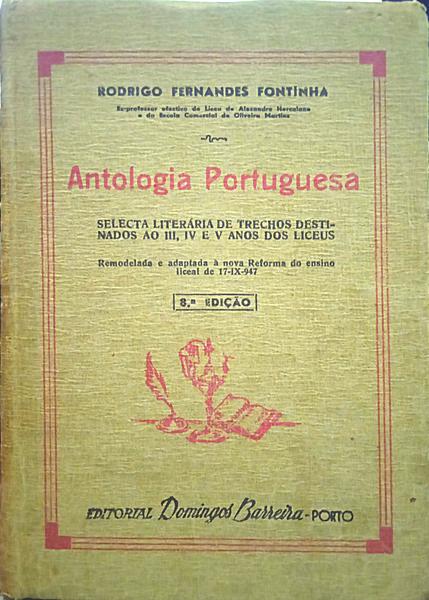 RODRIGO FERNANDES FONTINHA
Ex-professor efectivo do Liceu de Alexandre Herculano
e da Escola Comercial de Oliveira Martins
Antologia Portuguesa
SELECTA LITERÁRIA DE TRECHOS DESTI-
NADOS AO III, IV E V ANOS DOS LICEUS
Remodelada e adaptada à nova Reforma do ensino
liceal de 17-IX-947
8.ª EDIÇÃO
EDITORIAL Domingos Barreira - PORTO